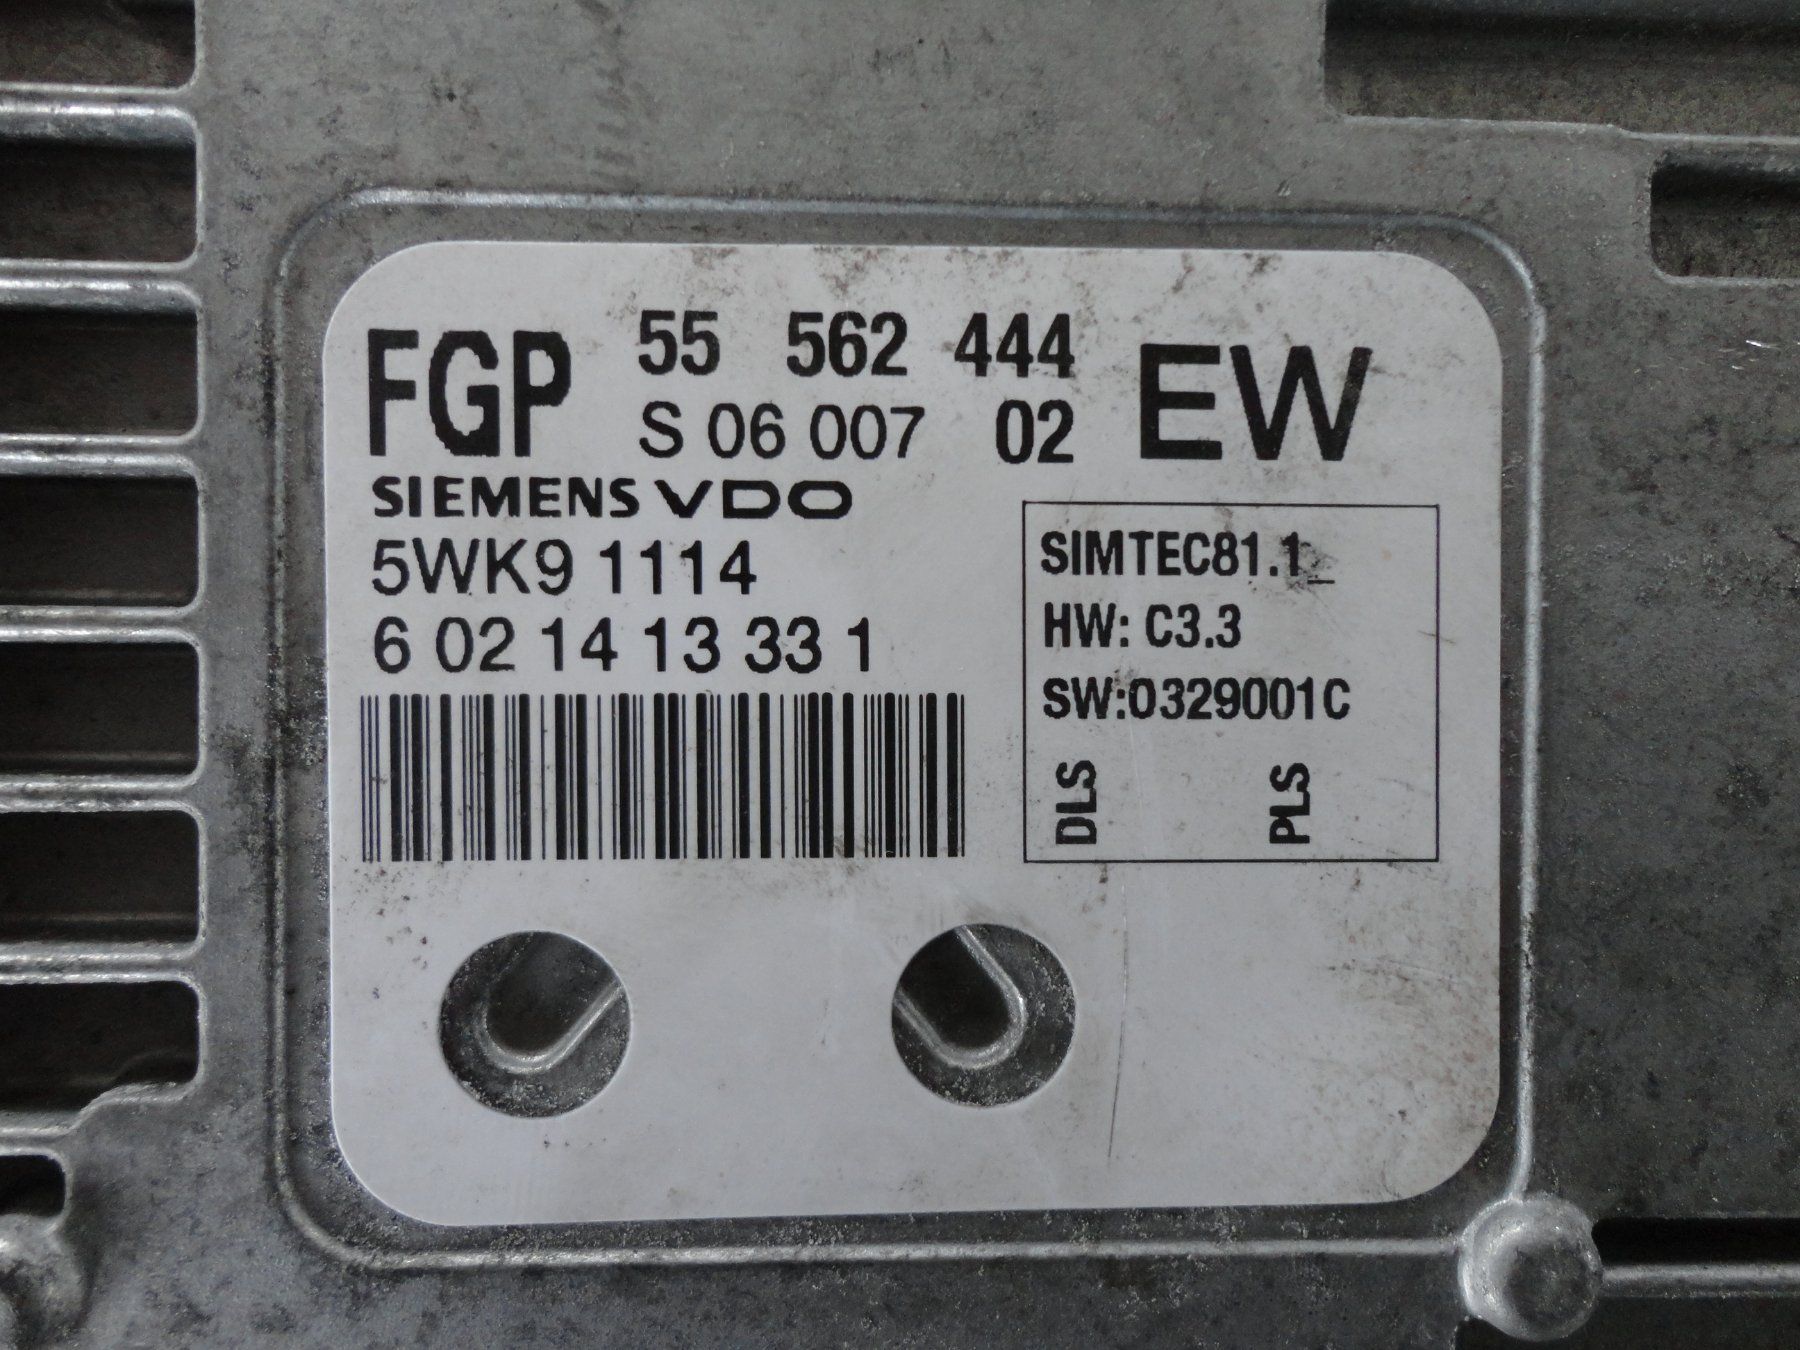 FGP 55 562 444 EW
S 06 007 02
SIEMENS VDO
5WK9 1114
6 02 14 13 33 1
SIMTEC81.1_
HW: C3.3
SW:0329001C
DLS PLS